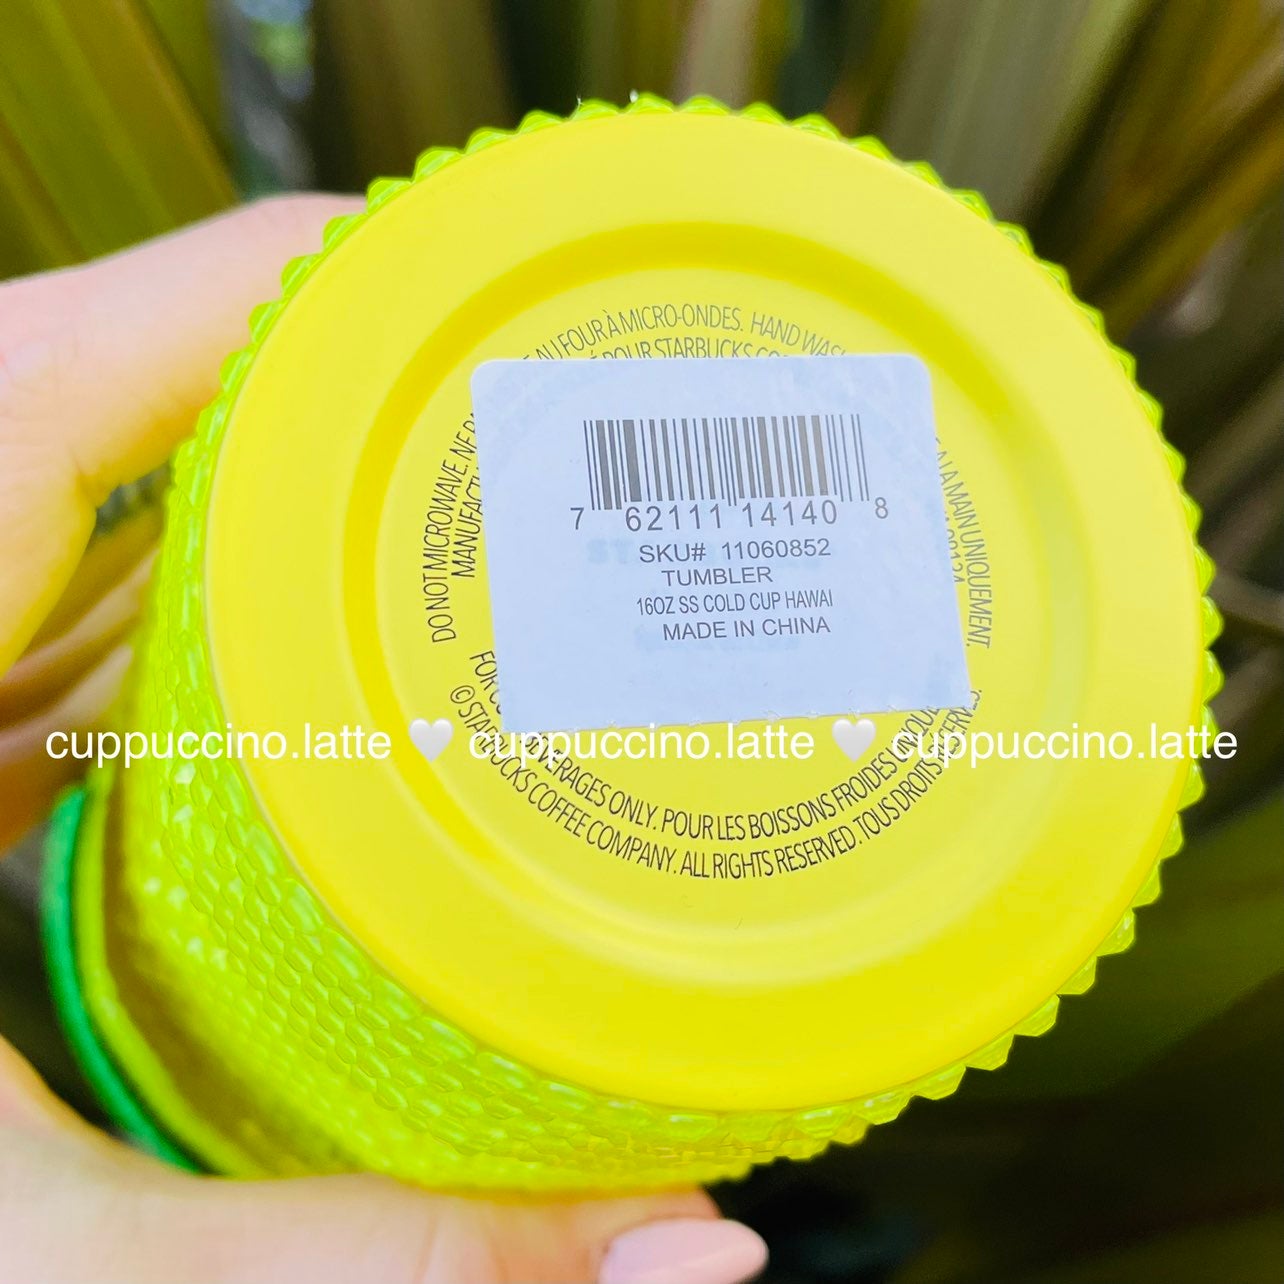 AU FOUR À MICRO-ONDES. HAND WASH
POUR STARBUCKS
DO NOT MICROWAVE. NE
7 62111 14140 8
SKU# 11060852
TUMBLER
16OZ SS COLD CUP HAWAI
MADE IN CHINA
À LA MAIN UNIQUEMENT.
98134
cuppuccino.latte 🤍 cuppuccino.latte 🤍 cuppuccino.latte
BEVERAGES ONLY. POUR LES BOISSONS FROIDES
© STARBUCKS COFFEE COMPANY. ALL RIGHTS RESERVED. TOUS DROITS